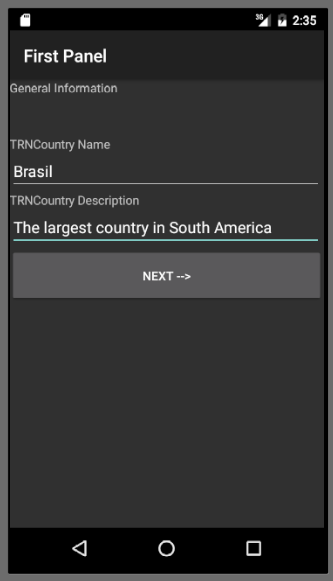 3G 2:35
First Panel
General Information
TRNCountry Name
Brasil
TRNCountry Description
The largest country in South America
NEXT -->